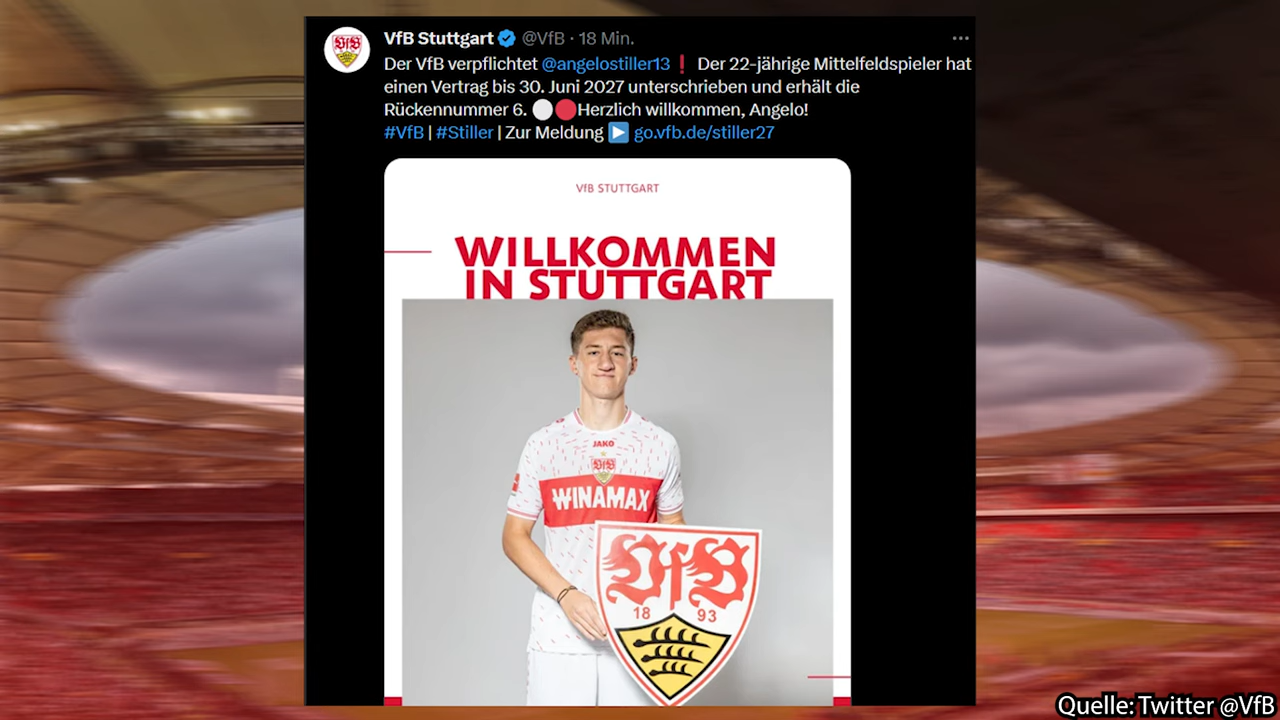 VfB Stuttgart @VfB · 18 Min.
Der VfB verpflichtet @angelostiller13❗ Der 22-jährige Mittelfeldspieler hat
einen Vertrag bis 30. Juni 2027 unterschrieben und erhält die
Rückennummer 6. ⚪🔴Herzlich willkommen, Angelo!
#VfB | #Stiller | Zur Meldung ▶️ go.vfb.de/stiller27
VfB STUTTGART
WILLKOMMEN
IN STUTTGART
JAKO
VfB
WINAMAX
VfB
18 93
Quelle: Twitter @VfB